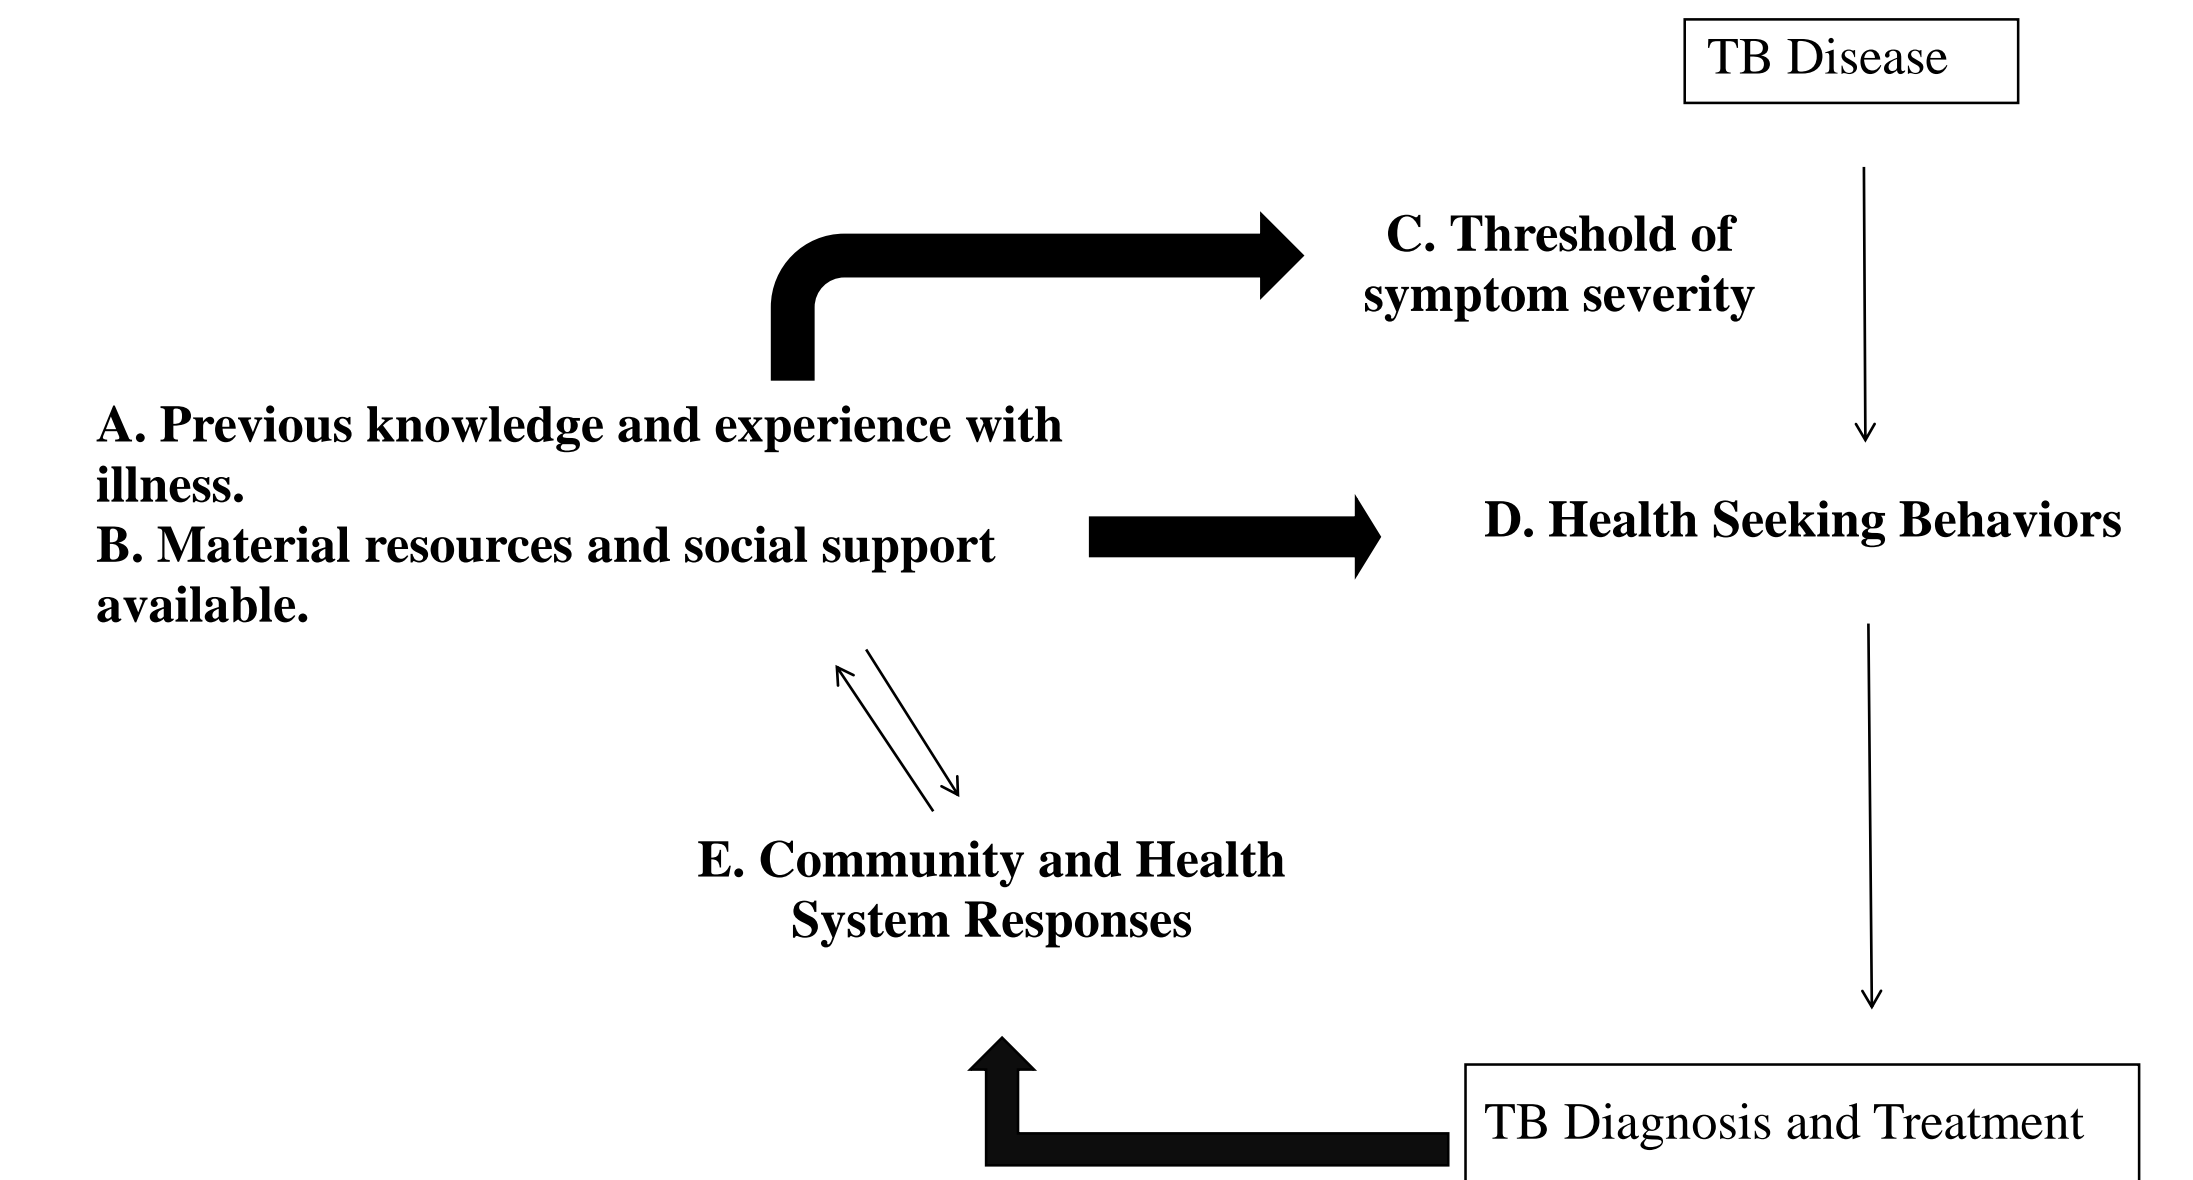 TB Disease
C. Threshold of
symptom severity
A. Previous knowledge and experience with
illness.
B. Material resources and social support
available.
D. Health Seeking Behaviors
E. Community and Health
System Responses
TB Diagnosis and Treatment